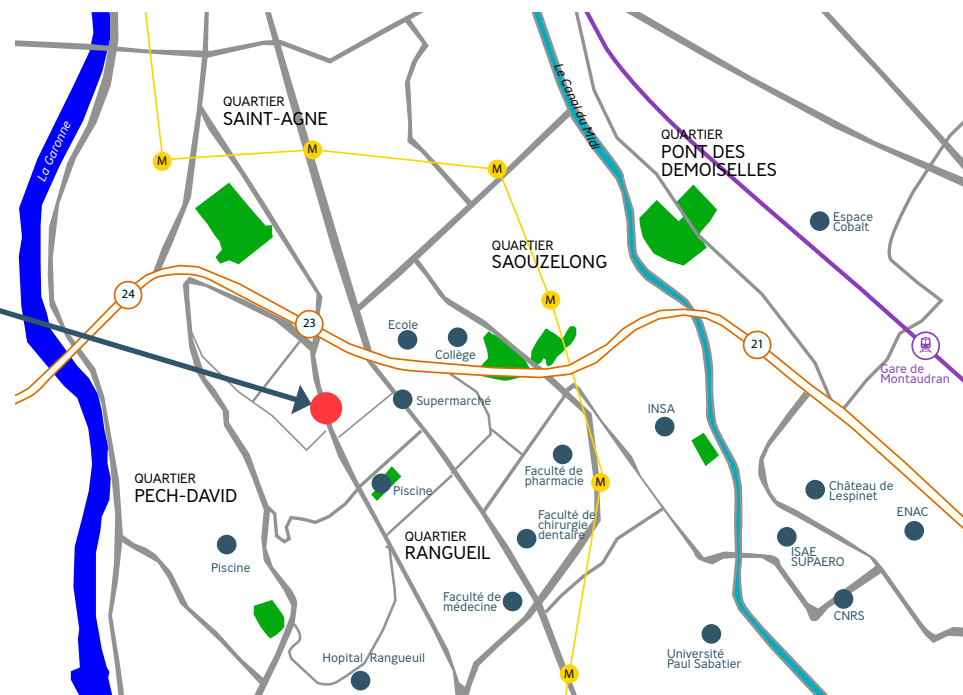 La Garonne
Le Canal du Midi
QUARTIER
SAINT-AGNE
M
M
M
QUARTIER
PONT DES
DEMOISELLES
Espace
Cobalt
QUARTIER
SAOUZELONG
24
23
M
21
Ecole
Collège
Gare de
Montaudran
Supermarché
INSA
QUARTIER
PECH-DAVID
Piscine
Faculté de
pharmacie
M
Château de
Lespinet
ENAC
Faculté de
chirurgie
dentaire
QUARTIER
RANGUEIL
Piscine
ISAE
SUPAERO
Faculté de
médecine
CNRS
Hopital Rangueuil
Université
Paul Sabatier
M